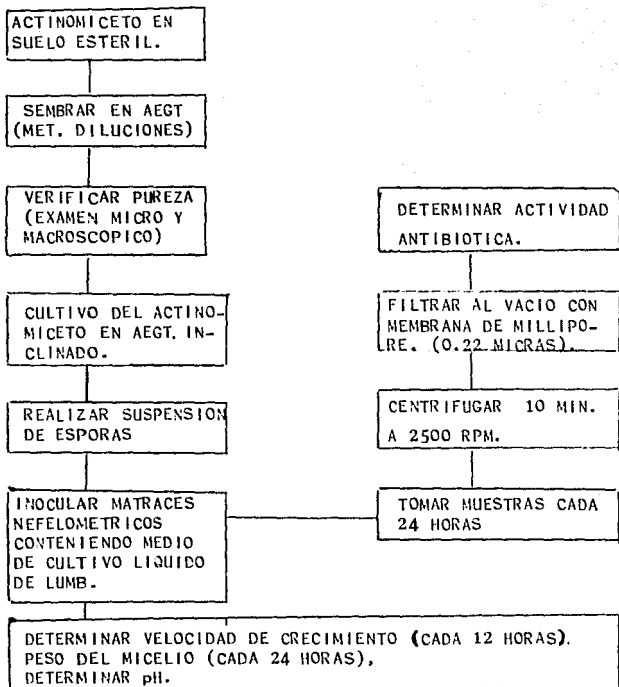 ACTINOMICETO EN
SUELO ESTERIL.
SEMBRAR EN AEGT
(MET. DILUCIONES)
VERIFICAR PUREZA
(EXAMEN MICRO Y
MACROSCOPICO)
CULTIVO DEL ACTINO-
MICETO EN AEGT. IN-
CLINADO.
REALIZAR SUSPENSION
DE ESPORAS
INOCULAR MATRACES
NEFELOMETRICOS
CONTENIENDO MEDIO
DE CULTIVO LIQUIDO
DE LUMB.
DETERMINAR ACTIVIDAD
ANTIBIOTICA.
FILTRAR AL VACIO CON
MEMBRANA DE MILLIPO-
RE. (0.22 MICRAS).
CENTRIFUGAR 10 MIN.
A 2500 RPM.
TOMAR MUESTRAS CADA
24 HORAS
DETERMINAR VELOCIDAD DE CRECIMIENTO (CADA 12 HORAS).
PESO DEL MICELIO (CADA 24 HORAS),
DETERMINAR pH.